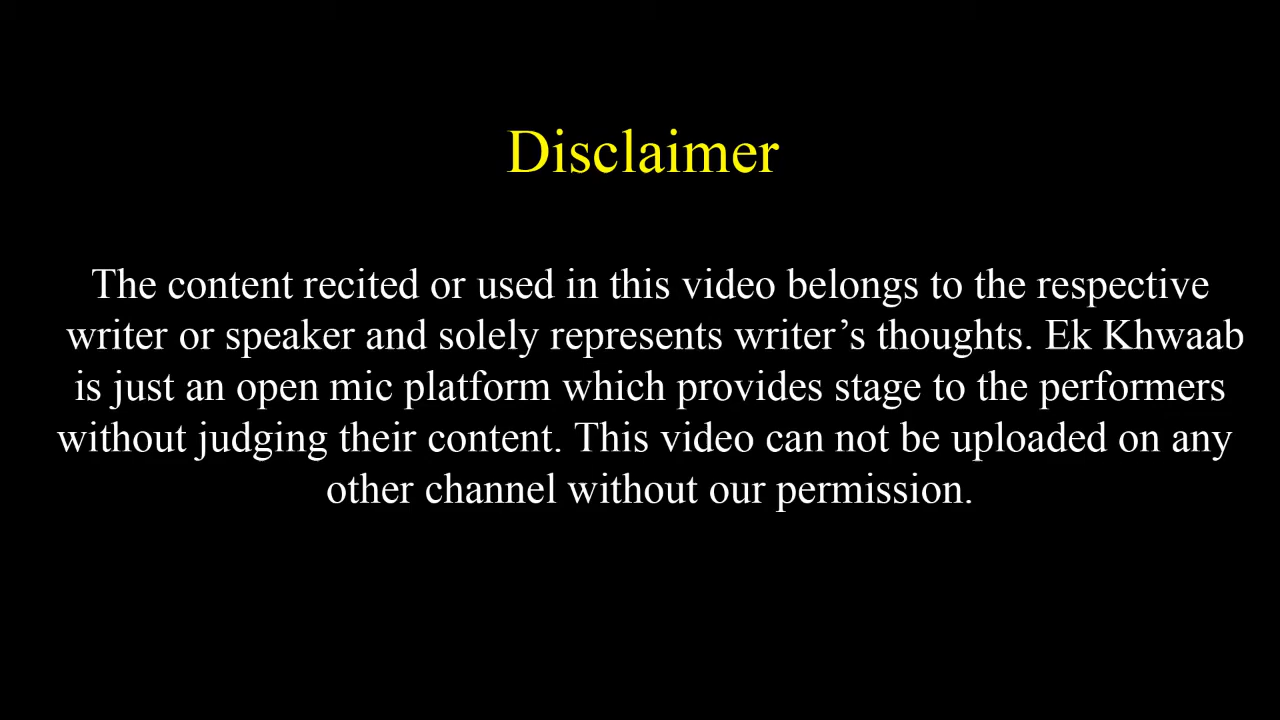 Disclaimer
The content recited or used in this video belongs to the respective
writer or speaker and solely represents writer’s thoughts. Ek Khwaab
is just an open mic platform which provides stage to the performers
without judging their content. This video can not be uploaded on any
other channel without our permission.